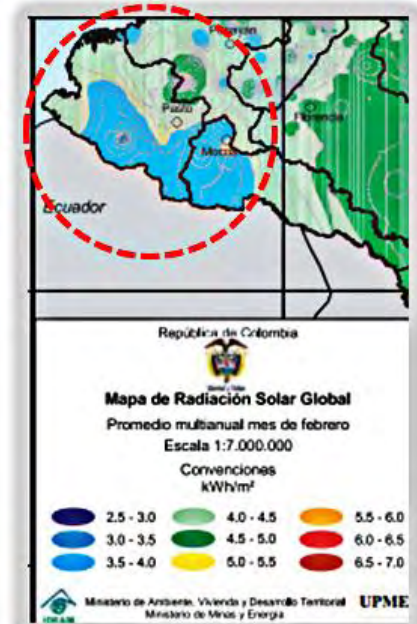 Popayan
Pasto
Florencia
Mocoa
Ecuador
República de Colombia
Mapa de Radiación Solar Global
Promedio multianual mes de febrero
Escala 1:7.000.000
Convenciones
kWh/m²
2.5 - 3.0 4.0 - 4.5 5.5 - 6.0
3.0 - 3.5 4.5 - 5.0 6.0 - 6.5
3.5 - 4.0 5.0 - 5.5 6.5 - 7.0
IDEAM Ministerio de Ambiente, Vivienda y Desarrollo Territorial UPME
Ministerio de Minas y Energía